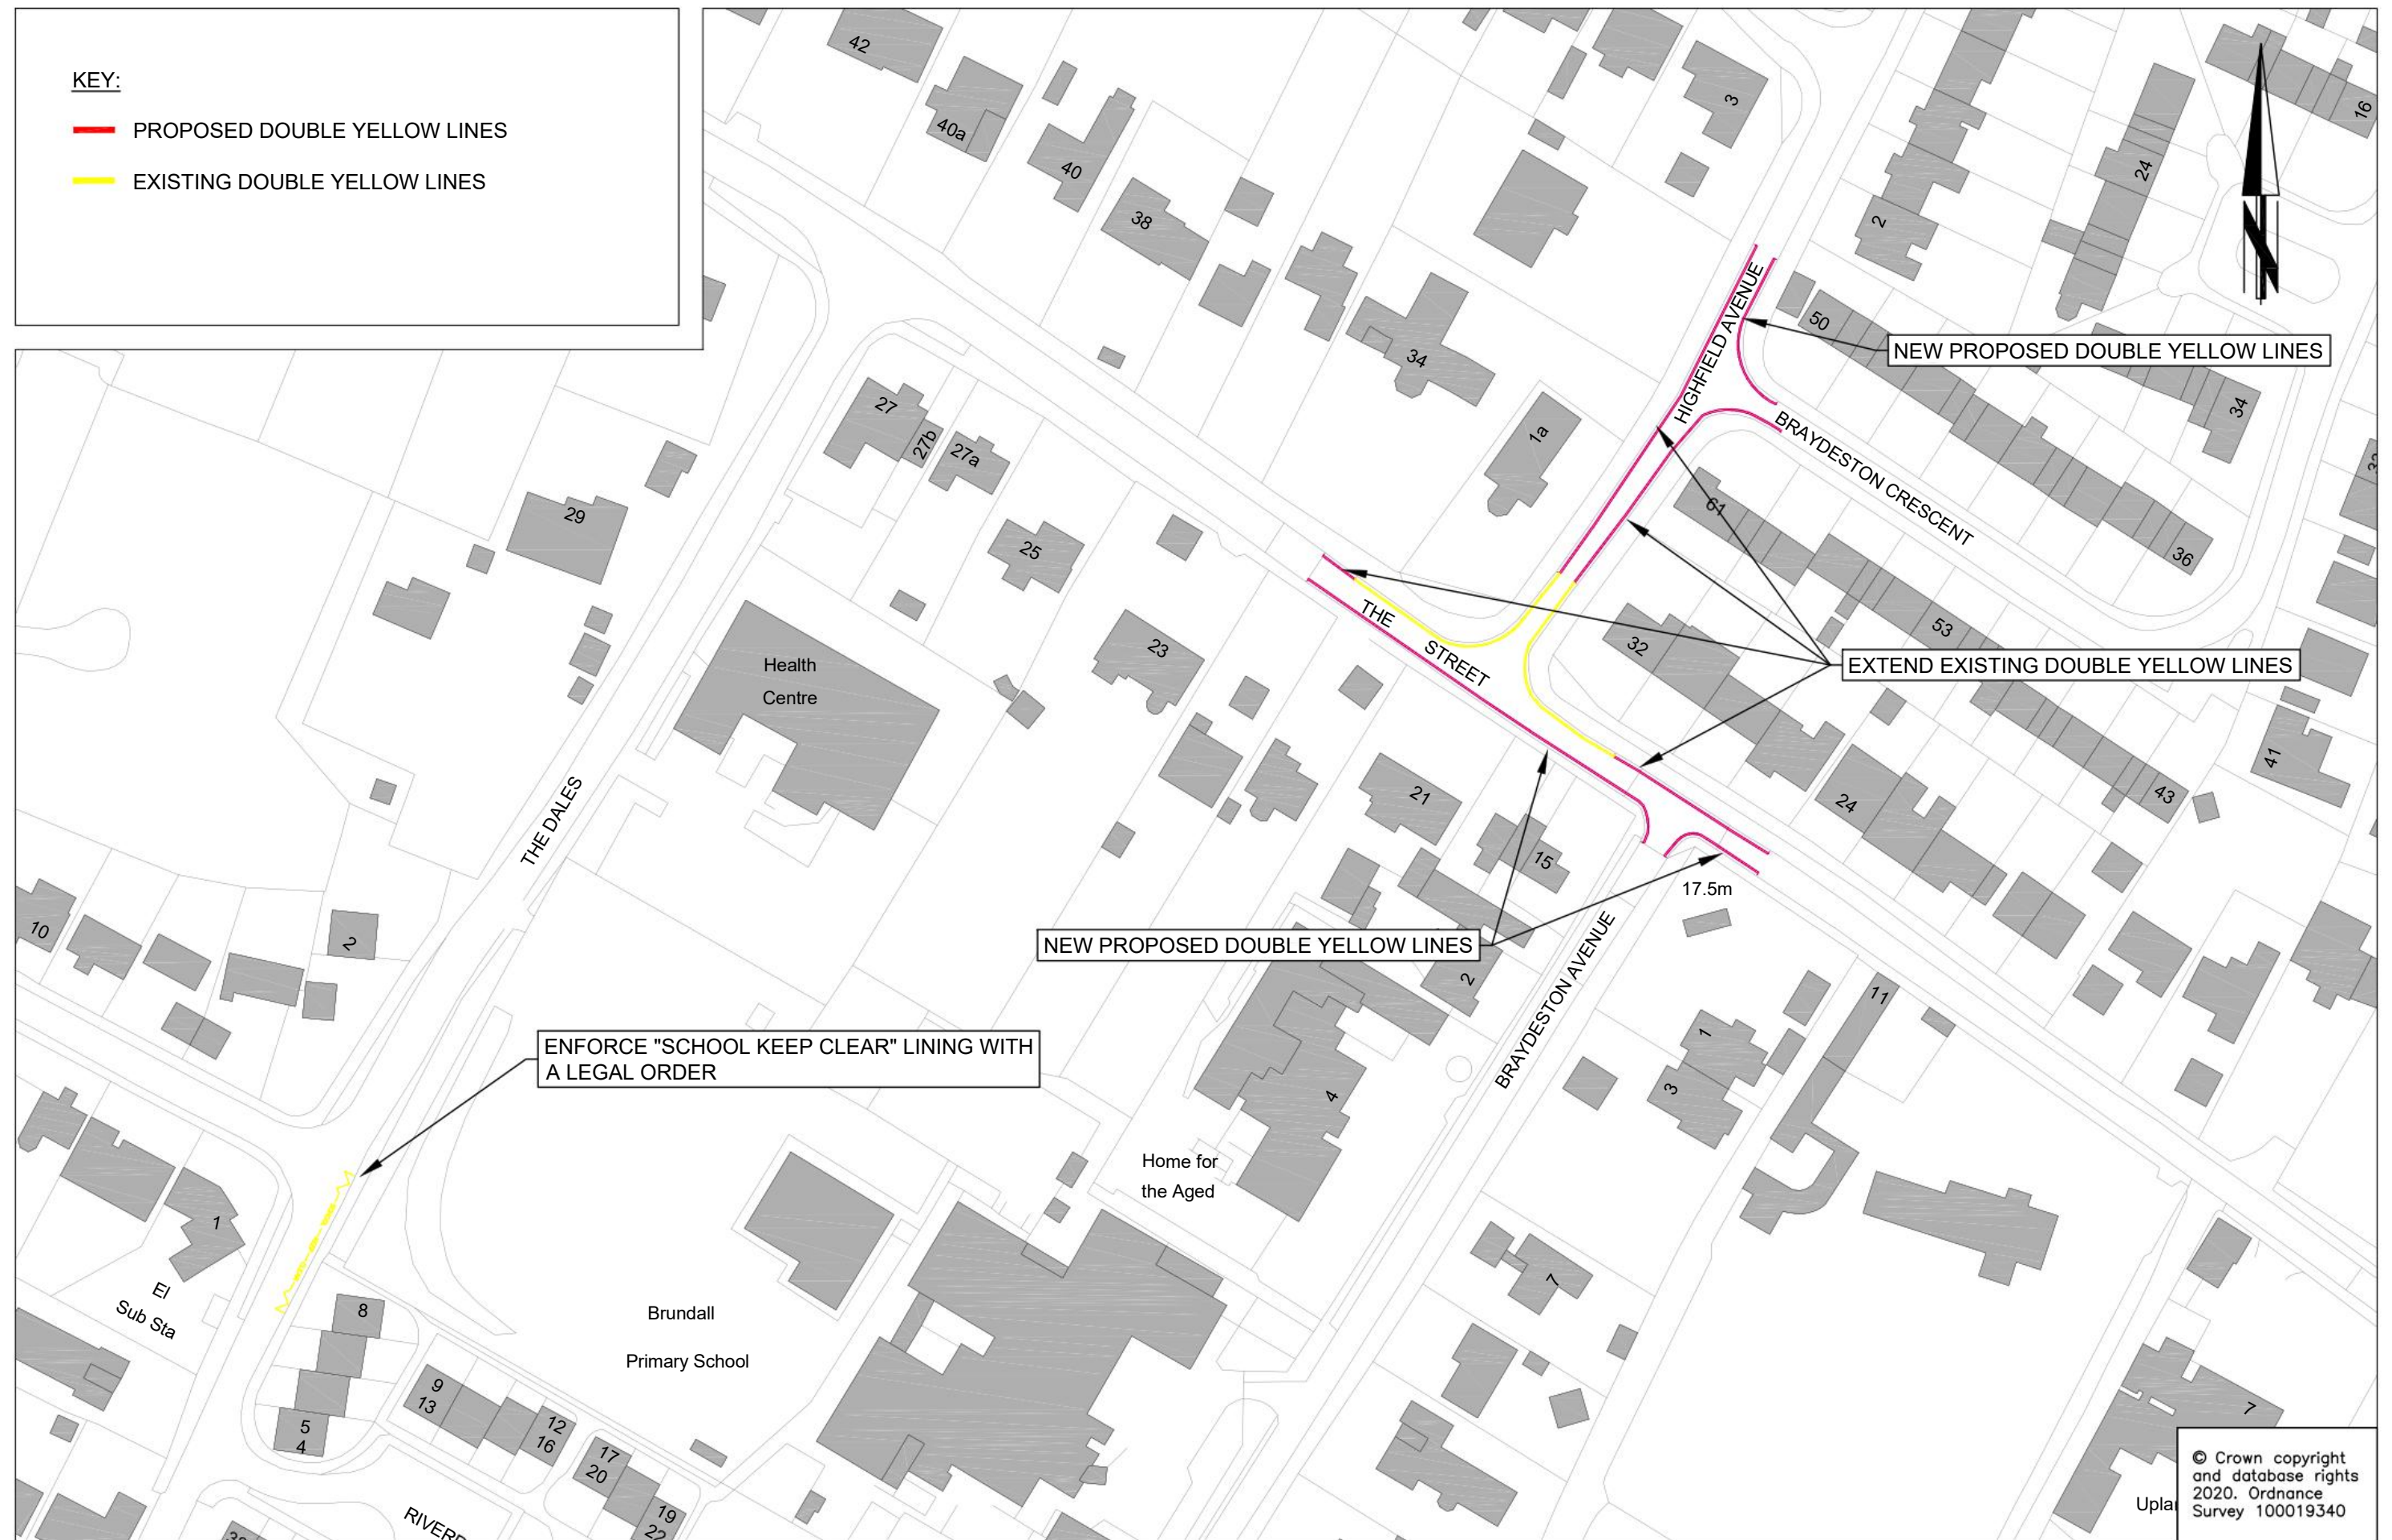 KEY:
PROPOSED DOUBLE YELLOW LINES
EXISTING DOUBLE YELLOW LINES
42
40a
40
38
34
3
2
24
16
N
50
NEW PROPOSED DOUBLE YELLOW LINES
HIGHFIELD AVENUE
BRAYDESTON CRESCENT
34
36
1a
61
53
43
41
32
24
27
27b
27a
25
29
23
Health
Centre
THE
STREET
EXTEND EXISTING DOUBLE YELLOW LINES
21
15
17.5m
NEW PROPOSED DOUBLE YELLOW LINES
2
BRAYDESTON AVENUE
THE DALES
10
2
ENFORCE "SCHOOL KEEP CLEAR" LINING WITH
A LEGAL ORDER
4
Home for
the Aged
1
3
11
7
1
El
Sub Sta
8
5
4
9
13
12
16
17
20
19
22
Brundall
Primary School
7
© Crown copyright
and database rights
2020. Ordnance
Survey 100019340